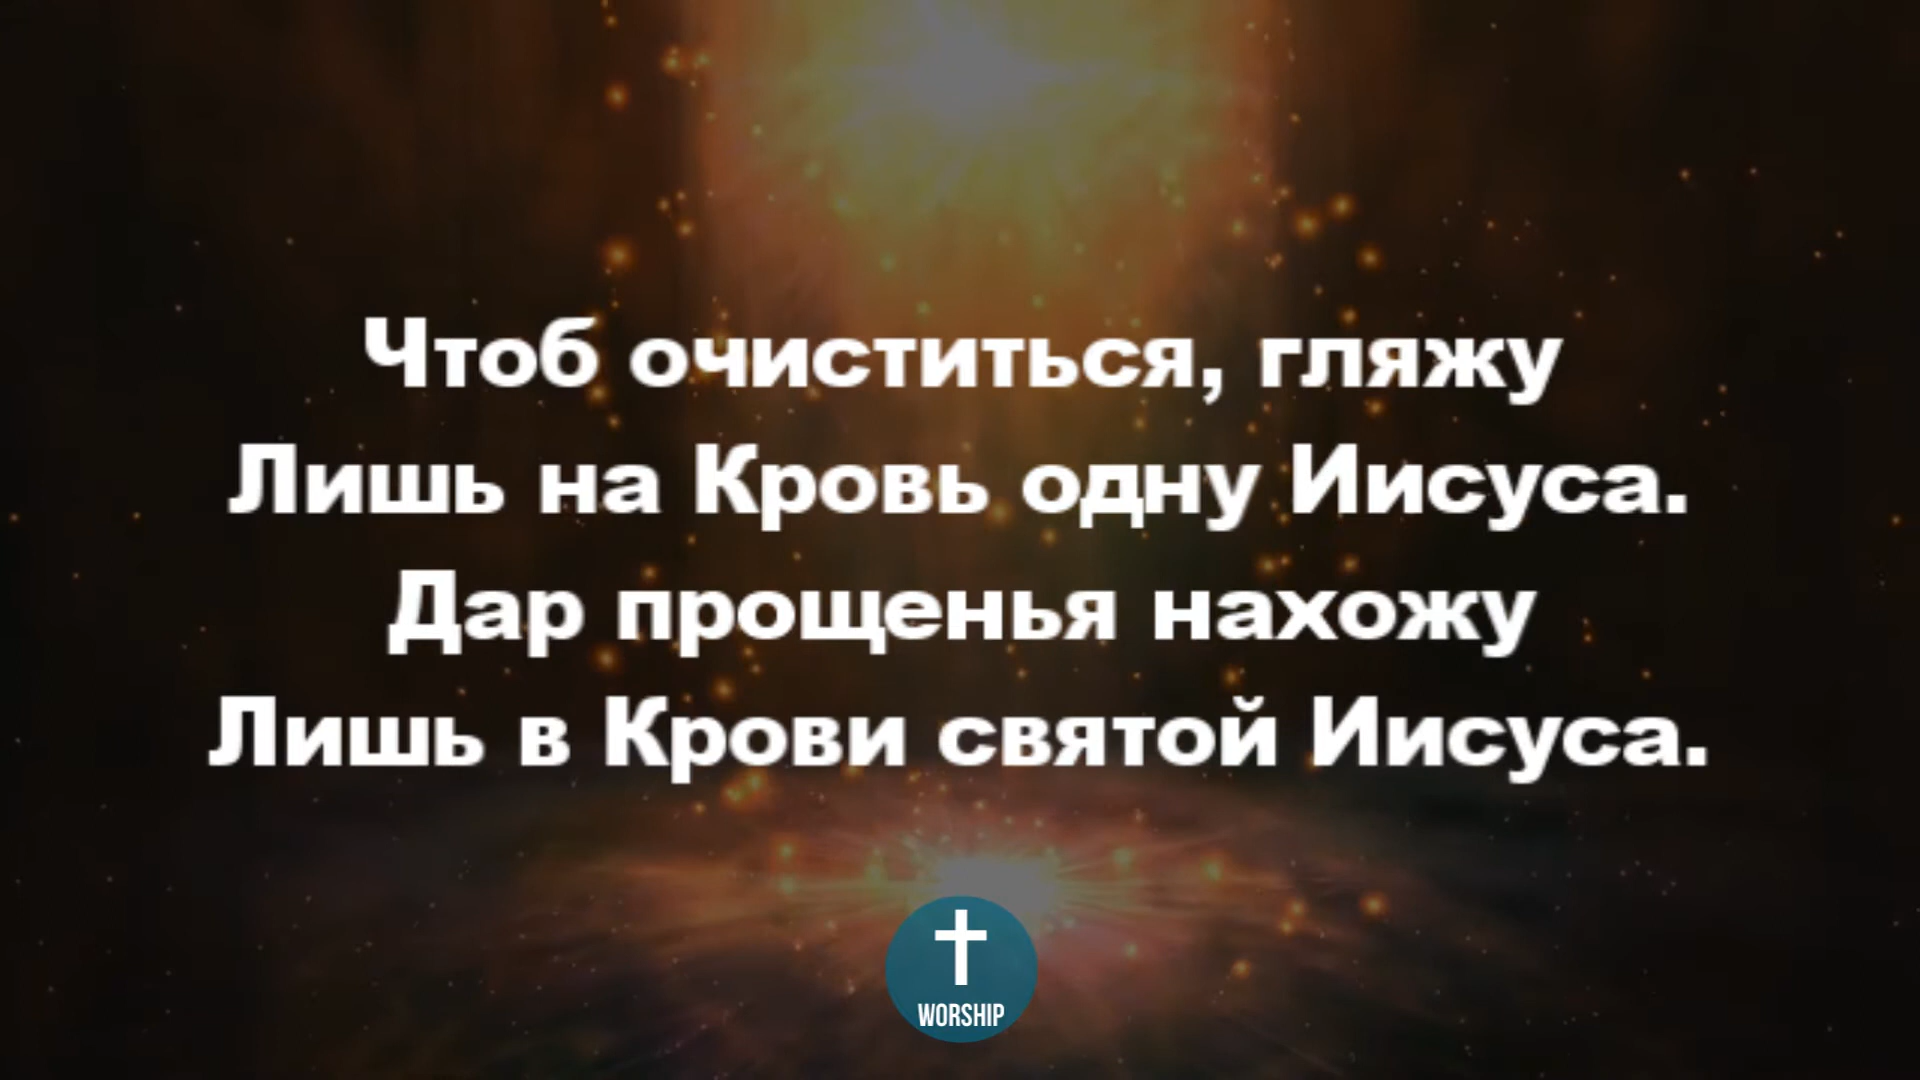 Чтоб очиститься, гляжу
Лишь на Кровь одну Иисуса.
Дар прощенья нахожу
Лишь в Крови святой Иисуса.
WORSHIP